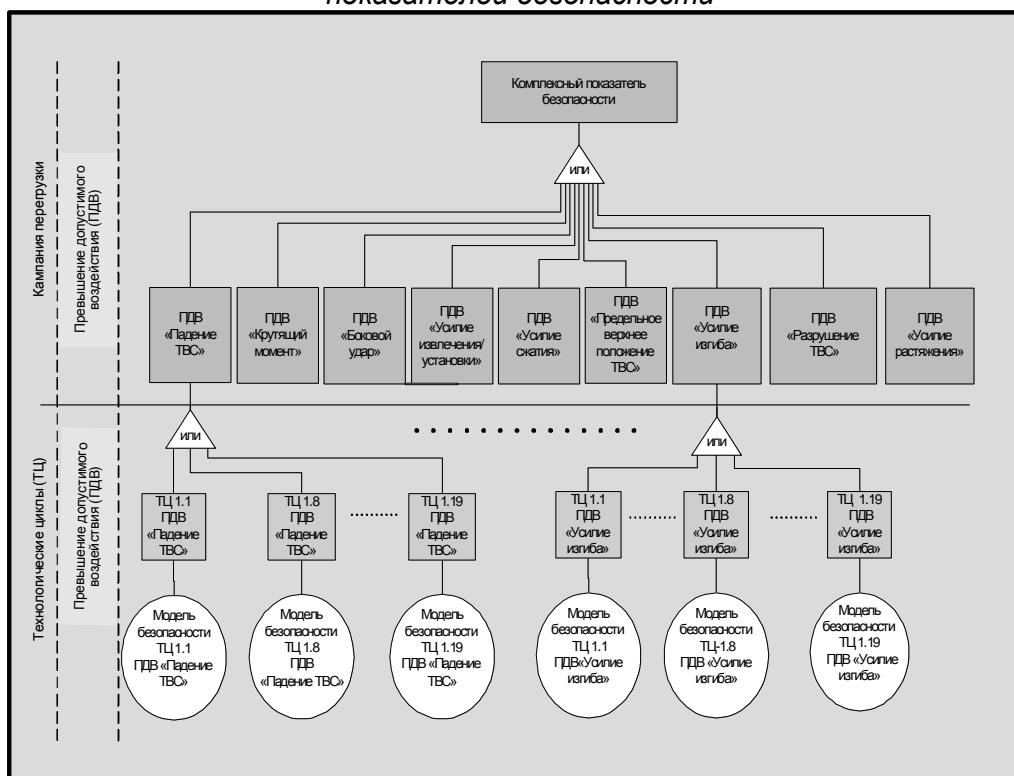 показателей безопасности
Комплексный показатель
безопасности
или
Кампания перегрузки
Превышение допустимого
воздействия (ПДВ)
ПДВ
«Падение
ТВС»
ПДВ
«Крутящий
момент»
ПДВ
«Боковой
удар»
ПДВ
«Усилие
извлечения/
установки»
ПДВ
«Усилие
сжатия»
ПДВ
«Предельное
верхнее
положение
ТВС»
ПДВ
«Усилие
изгиба»
ПДВ
«Разрушение
ТВС»
ПДВ
«Усилие
растяжения»
Технологические циклы (ТЦ)
Превышение допустимого
воздействия (ПДВ)
или
или
ТЦ 1.1
ПДВ
«Падение
ТВС»
ТЦ 1.8
ПДВ
«Падение
ТВС»
ТЦ 1.19
ПДВ
«Падение
ТВС»
ТЦ 1.1
ПДВ
«Усилие
изгиба»
ТЦ 1.8
ПДВ
«Усилие
изгиба»
ТЦ 1.19
ПДВ
«Усилие
изгиба»
Модель
безопасности
ТЦ 1.1
ПДВ «Падение
ТВС»
Модель
безопасности
ТЦ 1.8
ПДВ
«Падение ТВС»
Модель
безопасности
ТЦ 1.19
ПДВ «Падение
ТВС»
Модель
безопасности
ТЦ 1.1
ПДВ«Усилие
изгиба»
Модель
безопасности
ТЦ-1.8
ПДВ «Усилие
изгиба»
Модель
безопасности
ТЦ 1.19
ПДВ «Усилие
изгиба»